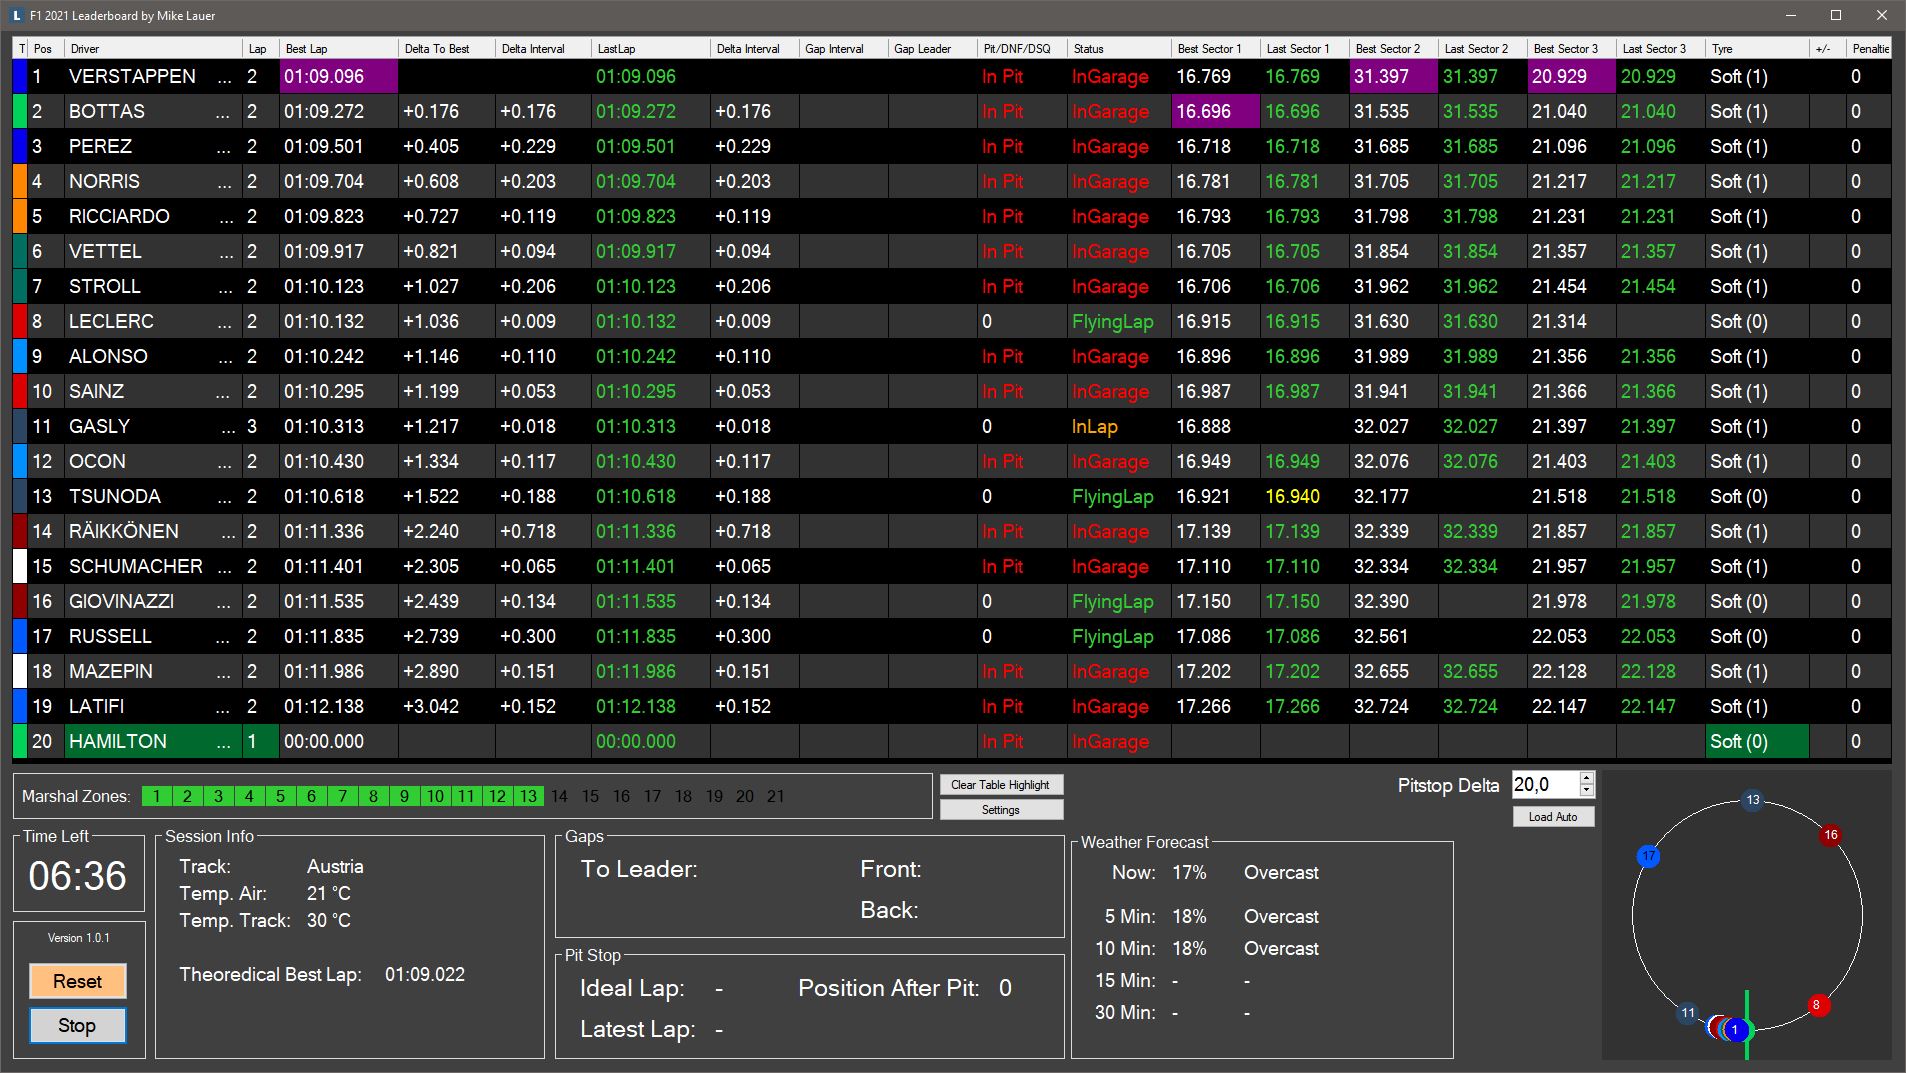 L F1 2021 Leaderboard by Mike Lauer
T Pos Driver Lap Best Lap Delta To Best Delta Interval LastLap Delta Interval Gap Interval Gap Leader Pit/DNF/DSQ Status Best Sector 1 Last Sector 1 Best Sector 2 Last Sector 2 Best Sector 3 Last Sector 3 Tyre +/- Penaltie
1 VERSTAPPEN ... 2 01:09.096 01:09.096 In Pit InGarage 16.769 16.769 31.397 31.397 20.929 20.929 Soft (1) 0
2 BOTTAS ... 2 01:09.272 +0.176 +0.176 01:09.272 +0.176 In Pit InGarage 16.696 16.696 31.535 31.535 21.040 21.040 Soft (1) 0
3 PEREZ ... 2 01:09.501 +0.405 +0.229 01:09.501 +0.229 In Pit InGarage 16.718 16.718 31.685 31.685 21.096 21.096 Soft (1) 0
4 NORRIS ... 2 01:09.704 +0.608 +0.203 01:09.704 +0.203 In Pit InGarage 16.781 16.781 31.705 31.705 21.217 21.217 Soft (1) 0
5 RICCIARDO ... 2 01:09.823 +0.727 +0.119 01:09.823 +0.119 In Pit InGarage 16.793 16.793 31.798 31.798 21.231 21.231 Soft (1) 0
6 VETTEL ... 2 01:09.917 +0.821 +0.094 01:09.917 +0.094 In Pit InGarage 16.705 16.705 31.854 31.854 21.357 21.357 Soft (1) 0
7 STROLL ... 2 01:10.123 +1.027 +0.206 01:10.123 +0.206 In Pit InGarage 16.706 16.706 31.962 31.962 21.454 21.454 Soft (1) 0
8 LECLERC ... 2 01:10.132 +1.036 +0.009 01:10.132 +0.009 0 FlyingLap 16.915 16.915 31.630 31.630 21.314 Soft (0) 0
9 ALONSO ... 2 01:10.242 +1.146 +0.110 01:10.242 +0.110 In Pit InGarage 16.896 16.896 31.989 31.989 21.356 21.356 Soft (1) 0
10 SAINZ ... 2 01:10.295 +1.199 +0.053 01:10.295 +0.053 In Pit InGarage 16.987 16.987 31.941 31.941 21.366 21.366 Soft (1) 0
11 GASLY ... 3 01:10.313 +1.217 +0.018 01:10.313 +0.018 0 InLap 16.888 32.027 32.027 21.397 21.397 Soft (1) 0
12 OCON ... 2 01:10.430 +1.334 +0.117 01:10.430 +0.117 In Pit InGarage 16.949 16.949 32.076 32.076 21.403 21.403 Soft (1) 0
13 TSUNODA ... 2 01:10.618 +1.522 +0.188 01:10.618 +0.188 0 FlyingLap 16.921 16.940 32.177 21.518 21.518 Soft (0) 0
14 RÄIKKÖNEN ... 2 01:11.336 +2.240 +0.718 01:11.336 +0.718 In Pit InGarage 17.139 17.139 32.339 32.339 21.857 21.857 Soft (1) 0
15 SCHUMACHER ... 2 01:11.401 +2.305 +0.065 01:11.401 +0.065 In Pit InGarage 17.110 17.110 32.334 32.334 21.957 21.957 Soft (1) 0
16 GIOVINAZZI ... 2 01:11.535 +2.439 +0.134 01:11.535 +0.134 0 FlyingLap 17.150 17.150 32.390 21.978 21.978 Soft (0) 0
17 RUSSELL ... 2 01:11.835 +2.739 +0.300 01:11.835 +0.300 0 FlyingLap 17.086 17.086 32.561 22.053 22.053 Soft (0) 0
18 MAZEPIN ... 2 01:11.986 +2.890 +0.151 01:11.986 +0.151 In Pit InGarage 17.202 17.202 32.655 32.655 22.128 22.128 Soft (1) 0
19 LATIFI ... 2 01:12.138 +3.042 +0.152 01:12.138 +0.152 In Pit InGarage 17.266 17.266 32.724 32.724 22.147 22.147 Soft (1) 0
20 HAMILTON ... 1 00:00.000 00:00.000 In Pit InGarage Soft (0) 0
Marshal Zones: 1 2 3 4 5 6 7 8 9 10 11 12 13 14 15 16 17 18 19 20 21
Clear Table Highlight
Settings
Pitstop Delta 20,0
Load Auto
Time Left
06:36
Version 1.0.1
Reset
Stop
Session Info
Track: Austria
Temp. Air: 21 °C
Temp. Track: 30 °C
Theoredical Best Lap: 01:09.022
Gaps
To Leader: Front:
Back:
Pit Stop
Ideal Lap: - Position After Pit: 0
Latest Lap: -
Weather Forecast
Now: 17% Overcast
5 Min: 18% Overcast
10 Min: 18% Overcast
15 Min: - -
30 Min: - -
13
16
17
8
11
1